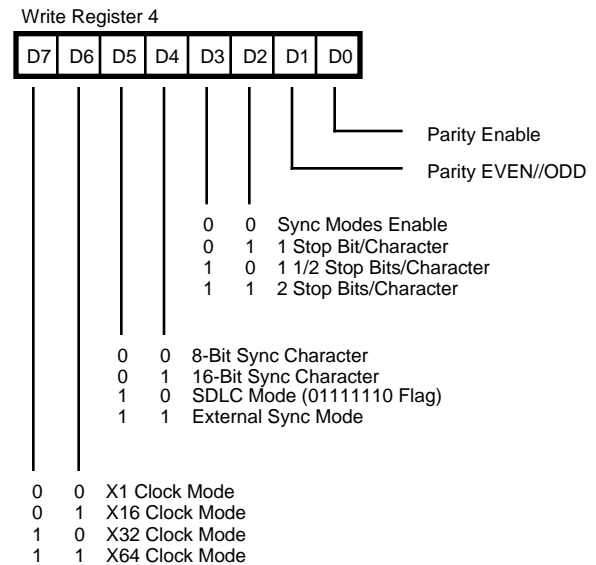 Write Register 4
D7 D6 D5 D4 D3 D2 D1 D0
Parity Enable
Parity EVEN//ODD
0 0 Sync Modes Enable
0 1 1 Stop Bit/Character
1 0 1 1/2 Stop Bits/Character
1 1 2 Stop Bits/Character
0 0 8-Bit Sync Character
0 1 16-Bit Sync Character
1 0 SDLC Mode (01111110 Flag)
1 1 External Sync Mode
0 0 X1 Clock Mode
0 1 X16 Clock Mode
1 0 X32 Clock Mode
1 1 X64 Clock Mode